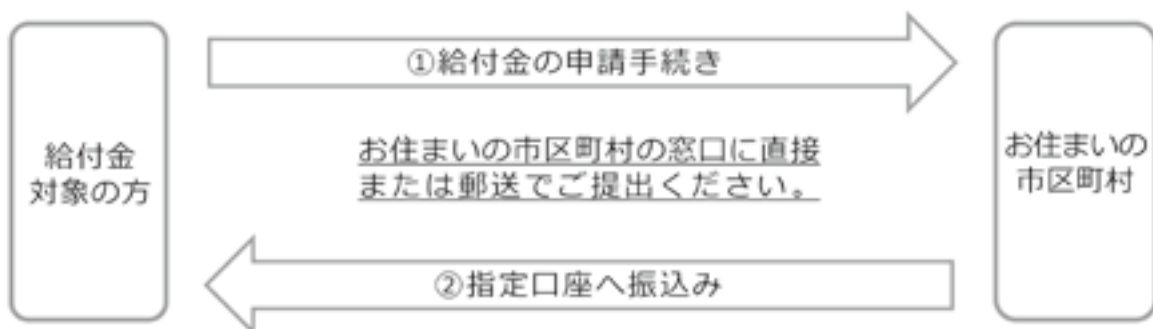 ①給付金の申請手続き
給付金
対象の方
お住まいの市区町村の窓口に直接
または郵送でご提出ください。
お住まいの
市区町村
②指定口座へ振込み